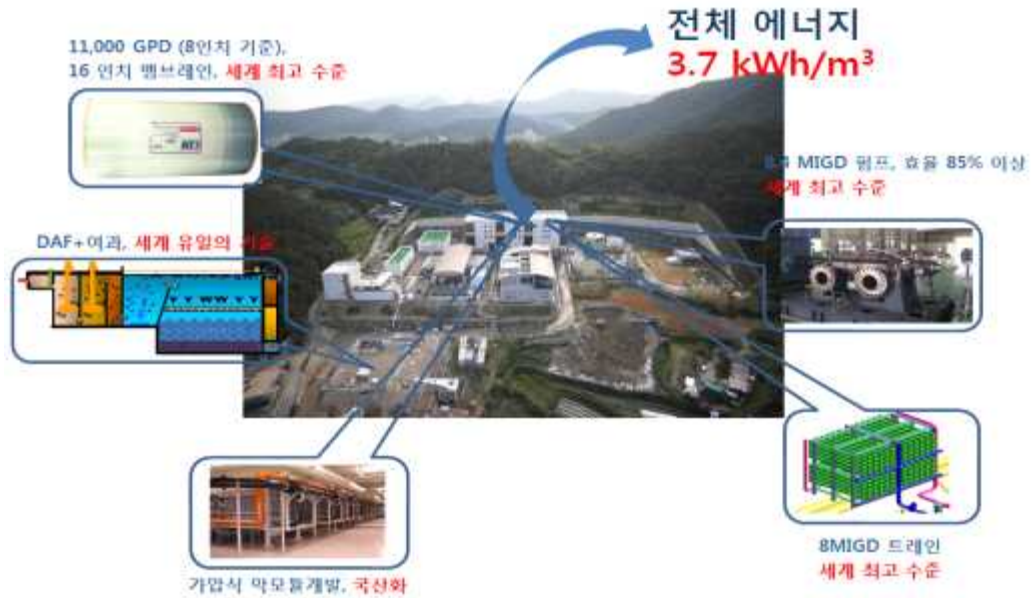 전체 에너지
3.7 kWh/m³
11,000 GPD (8인치 기준),
16 인치 멤브레인, 세계 최고 수준
MIGD 펌프, 효율 85% 이상
세계 최고 수준
DAF+여과, 세계 유일의 기술
가압식 막모듈개발, 국산화
8MIGD 트레인
세계 최고 수준